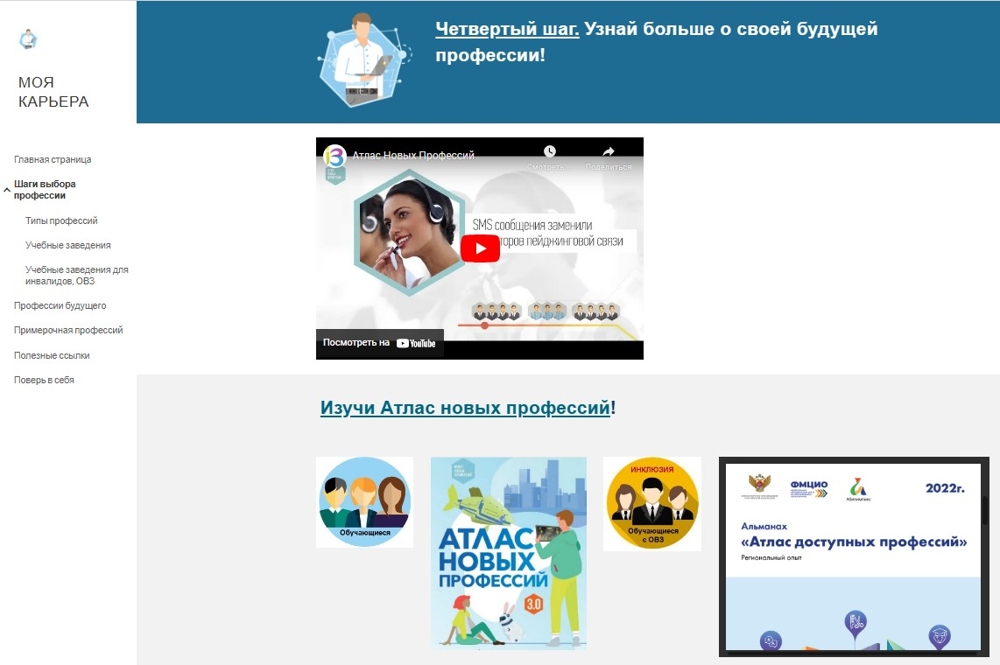 МОЯ
КАРЬЕРА
Главная страница
Шаги выбора
профессии
Типы профессий
Учебные заведения
Учебные заведения для
инвалидов, ОВЗ
Профессии будущего
Примерочная профессий
Полезные ссылки
Поверь в себя
Четвертый шаг. Узнай больше о своей будущей
профессии!
Атлас Новых Профессий
Смотреть...
Поделиться
SMS сообщения заменили
торов пейджинговой связи
Посмотреть на YouTube
Изучи Атлас новых профессий!
Обучающиеся
АТЛАС
НОВЫХ
ПРОФЕССИЙ
3.0
ИНКЛЮЗИЯ
Обучающиеся
с ОВЗ
ФМЦИО
Абилимпикс
2022г.
Альманах
«Атлас доступных профессий»
Региональный опыт